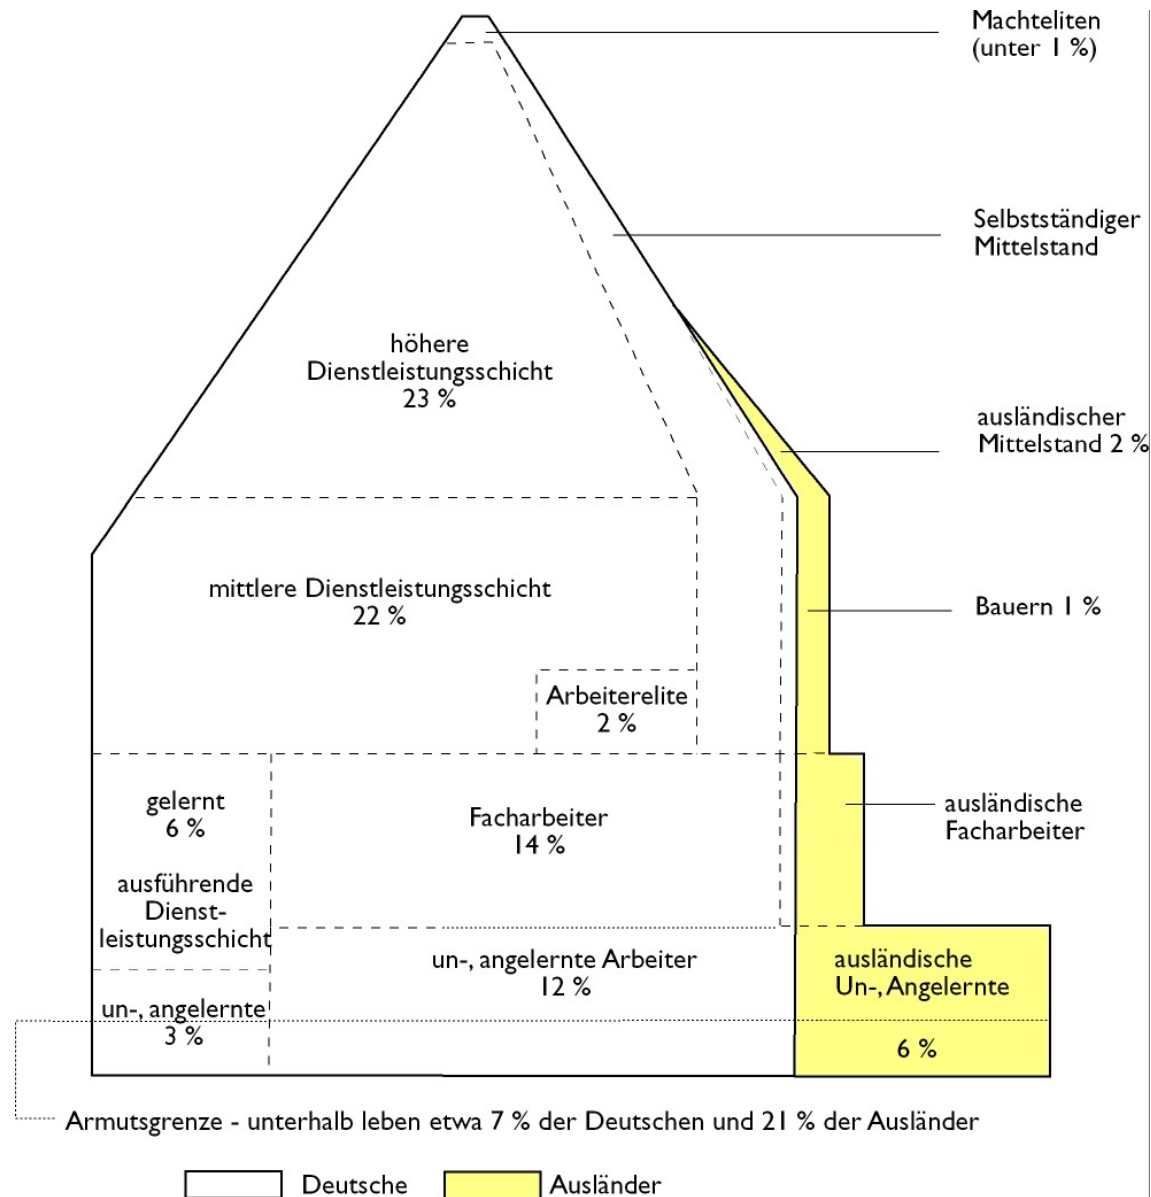 Machteliten
(unter 1 %)
Selbstständiger
Mittelstand
höhere
Dienstleistungsschicht
23 %
ausländischer
Mittelstand 2 %
mittlere Dienstleistungsschicht
22 %
Bauern 1 %
Arbeiterelite
2 %
gelernt
6 %
Facharbeiter
14 %
ausländische
Facharbeiter
ausführende
Dienst-
leistungsschicht
un-, angelernte Arbeiter
12 %
ausländische
Un-, Angelernte
un-, angelernte
3 %
6 %
Armutsgrenze - unterhalb leben etwa 7 % der Deutschen und 21 % der Ausländer
Deutsche
Ausländer